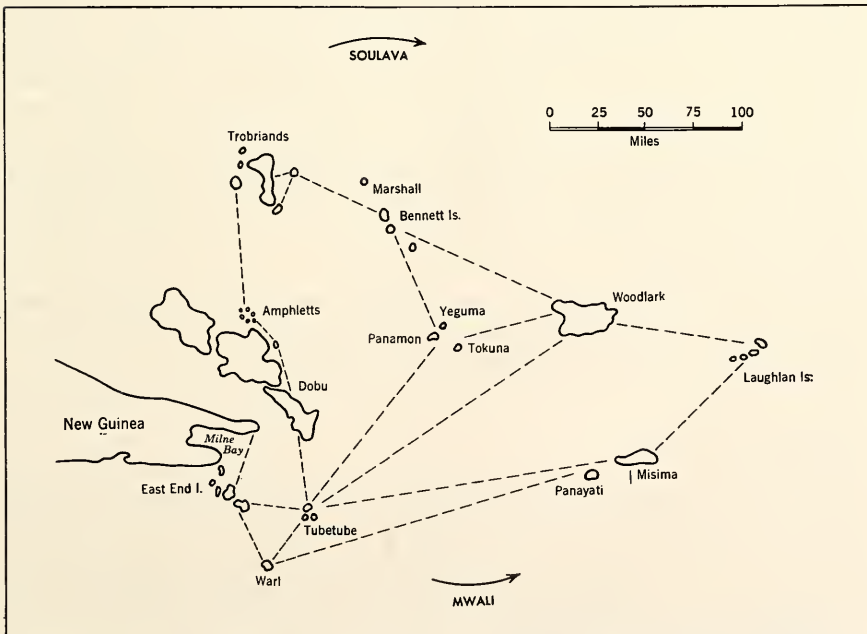 SOULAVA
0 25 50 75 100
Miles
Trobriands
Marshall
Bennett Is.
Amphletts
Yeguma
Woodlark
Panamon
Tokuna
Laughlan Is:
Dobu
New Guinea
Milne
Bay
Misima
East End I.
Panayati
Tubetube
Warl
MWALI